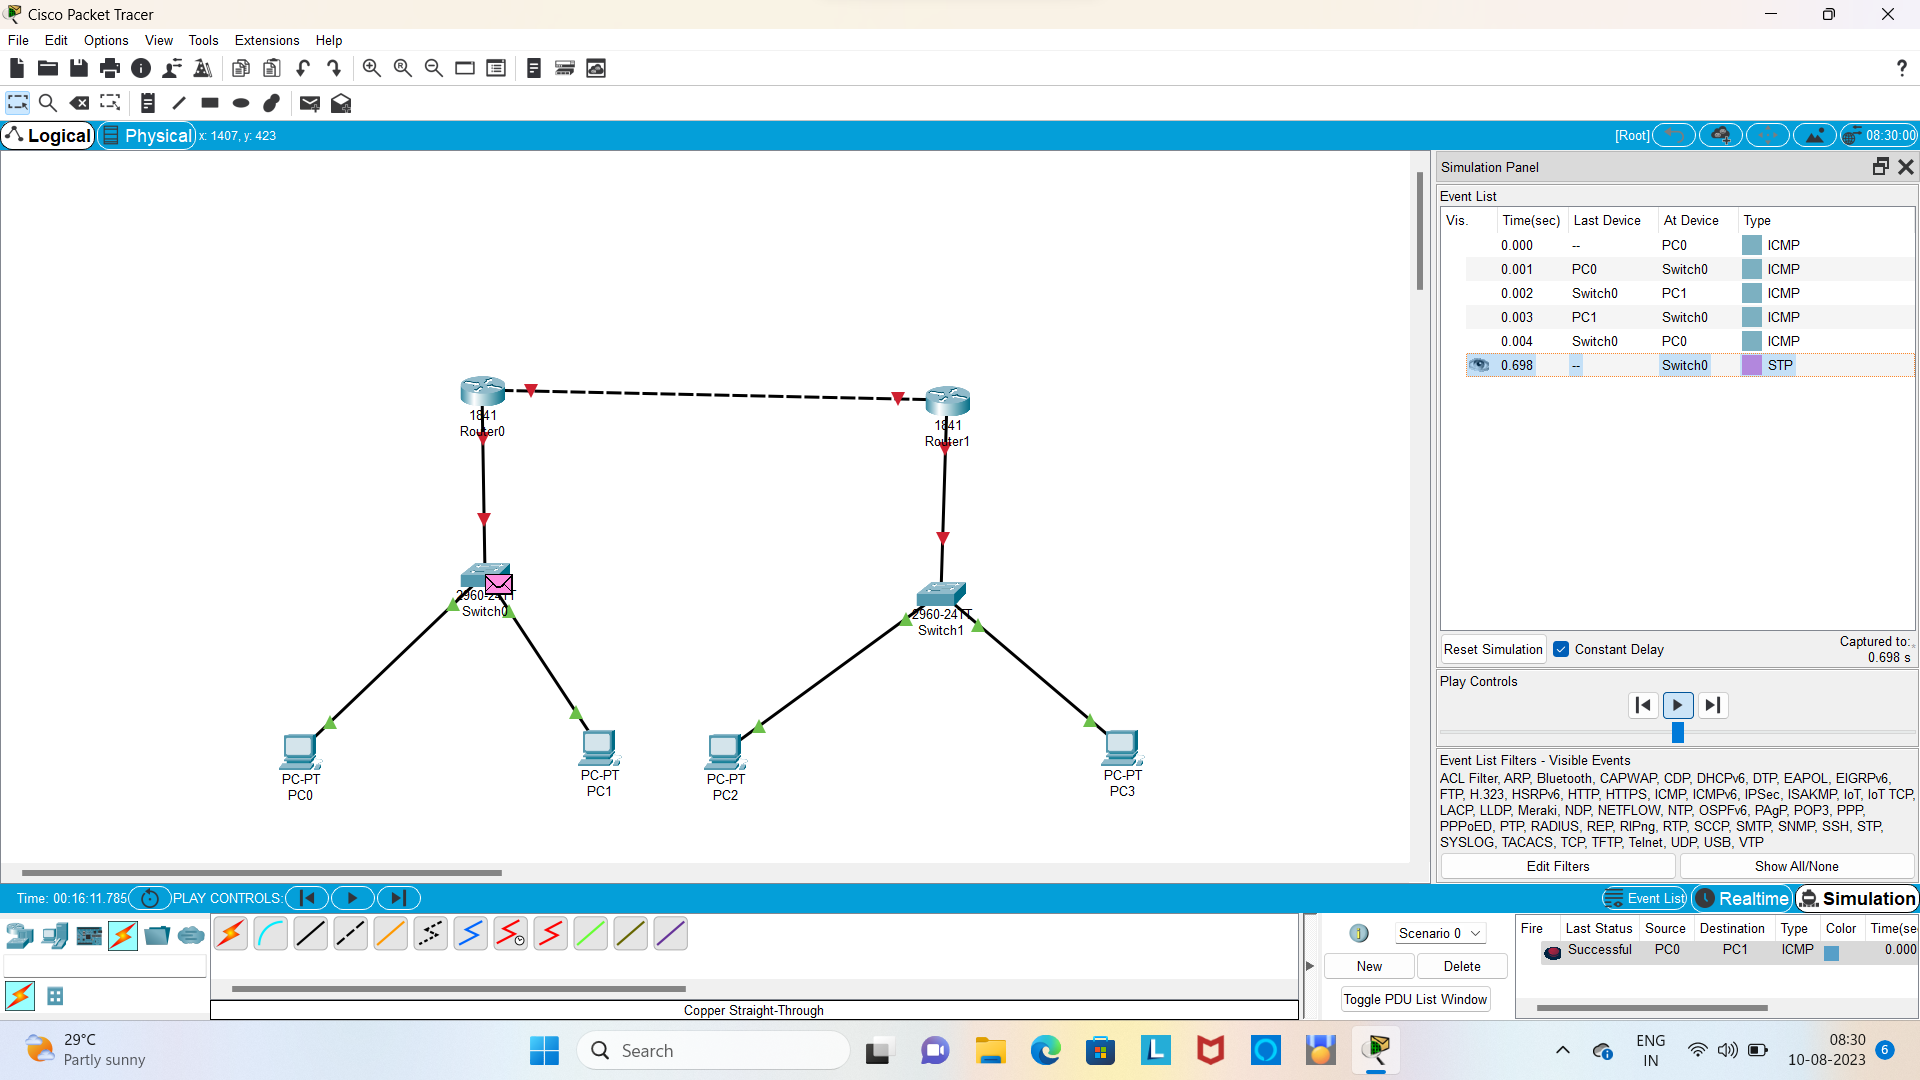 Cisco Packet Tracer
File Edit Options View Tools Extensions Help
Logical Physical x: 1407, y: 423 [Root] 08:30:00
Simulation Panel
Event List
Vis. Time(sec) Last Device At Device Type
0.000 -- PC0 ICMP
0.001 PC0 Switch0 ICMP
0.002 Switch0 PC1 ICMP
0.003 PC1 Switch0 ICMP
0.004 Switch0 PC0 ICMP
0.698 -- Switch0 STP
1841
Router0
1841
Router1
2960-24TT
Switch0
2960-24TT
Switch1
PC-PT
PC0
PC-PT
PC1
PC-PT
PC2
PC-PT
PC3
Reset Simulation Constant Delay Captured to:
0.698 s
Play Controls
Event List Filters - Visible Events
ACL Filter, ARP, Bluetooth, CAPWAP, CDP, DHCPv6, DTP, EAPOL, EIGRPv6,
FTP, H.323, HSRPv6, HTTP, HTTPS, ICMP, ICMPv6, IPSec, ISAKMP, IoT, IoT TCP,
LACP, LLDP, Meraki, NDP, NETFLOW, NTP, OSPFv6, PAgP, POP3, PPP,
PPPoED, PTP, RADIUS, REP, RIPng, RTP, SCCP, SMTP, SNMP, SSH, STP,
SYSLOG, TACACS, TCP, TFTP, Telnet, UDP, USB, VTP
Edit Filters Show All/None
Time: 00:16:11.785 PLAY CONTROLS: Event List Realtime Simulation
Scenario 0
New Delete
Toggle PDU List Window
Fire Last Status Source Destination Type Color Time(se
Successful PC0 PC1 ICMP 0.000
Copper Straight-Through
29°C
Partly sunny
Search
ENG
IN
08:30
10-08-2023
6